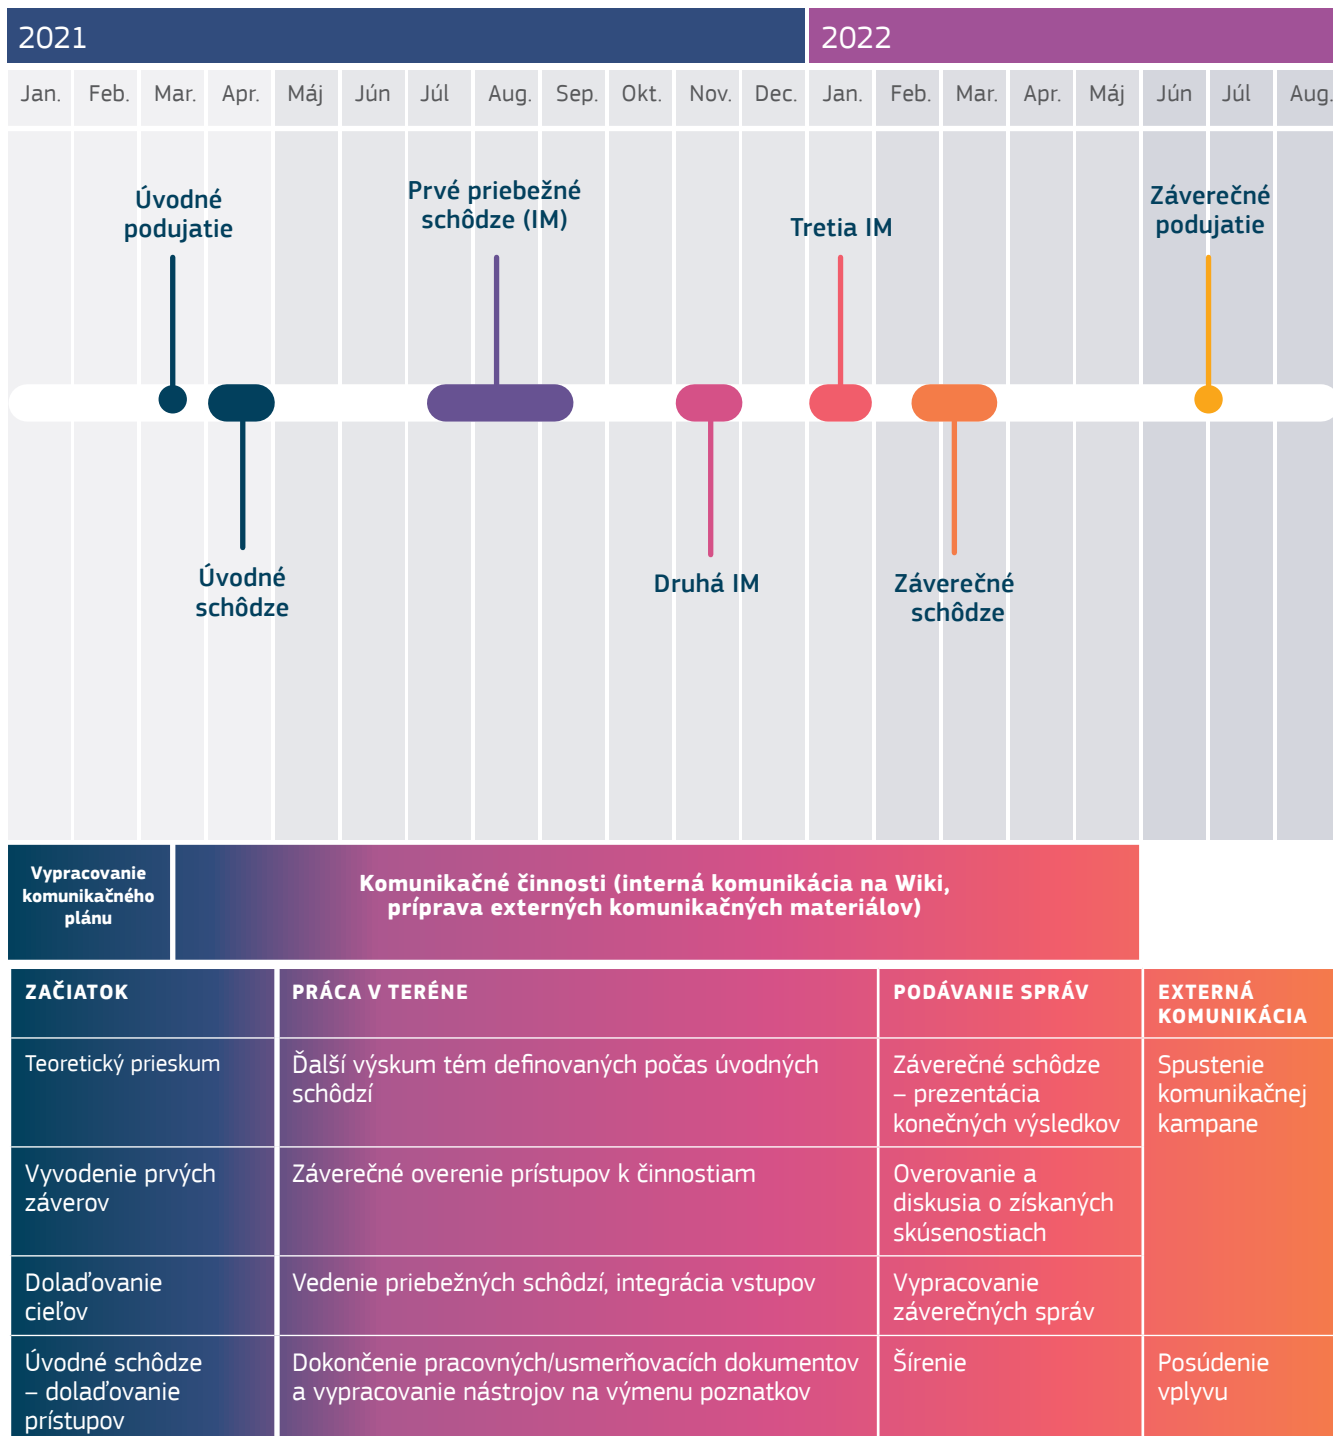 2021
2022
Jan. Feb. Mar. Apr. Máj Jún Júl Aug. Sep. Okt. Nov. Dec. Jan. Feb. Mar. Apr. Máj Jún Júl Aug.
Úvodné
podujatie
Prvé priebežné
schôdze (IM)
Tretia IM
Záverečné
podujatie
Úvodné
schôdze
Druhá IM
Záverečné
schôdze
Vypracovanie
komunikačného
plánu
Komunikačné činnosti (interná komunikácia na Wiki,
príprava externých komunikačných materiálov)
ZAČIATOK
PRÁCA V TERÉNE
PODÁVANIE SPRÁV
EXTERNÁ
KOMUNIKÁCIA
Teoretický prieskum
Ďalší výskum tém definovaných počas úvodných
schôdzí
Záverečné schôdze
– prezentácia
konečných výsledkov
Spustenie
komunikačnej
kampane
Vyvodenie prvých
záverov
Záverečné overenie prístupov k činnostiam
Overovanie a
diskusia o získaných
skúsenostiach
Dolaďovanie
cieľov
Vedenie priebežných schôdzí, integrácia vstupov
Vypracovanie
záverečných správ
Úvodné schôdze
– dolaďovanie
prístupov
Dokončenie pracovných/usmerňovacích dokumentov
a vypracovanie nástrojov na výmenu poznatkov
Šírenie
Posúdenie
vplyvu